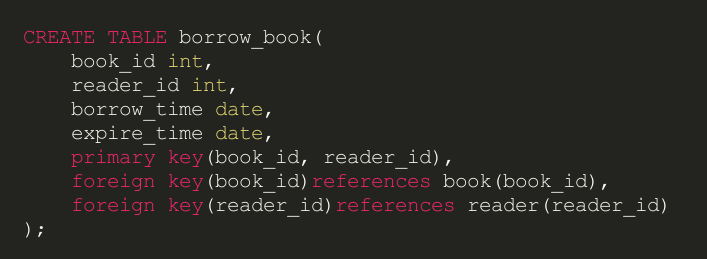 CREATE TABLE borrow_book(
    book_id int,
    reader_id int,
    borrow_time date,
    expire_time date,
    primary key(book_id, reader_id),
    foreign key(book_id)references book(book_id),
    foreign key(reader_id)references reader(reader_id)
);